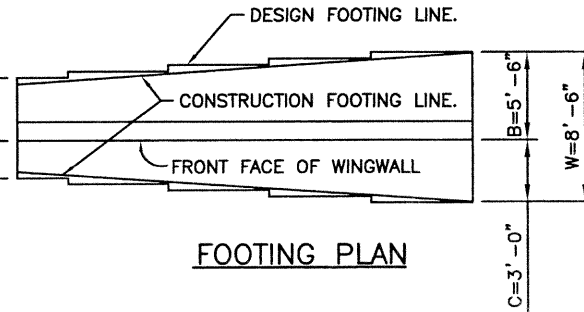 DESIGN FOOTING LINE.
CONSTRUCTION FOOTING LINE.
FRONT FACE OF WINGWALL
FOOTING PLAN
B=5'-6"
W=8'-6"
C=3'-0"